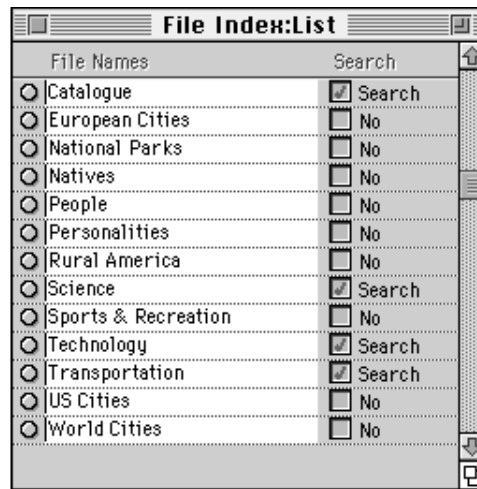 File Index:List
File Names Search
Catalogue Search
European Cities No
National Parks No
Natives No
People No
Personalities No
Rural America No
Science Search
Sports & Recreation No
Technology Search
Transportation Search
US Cities No
World Cities No